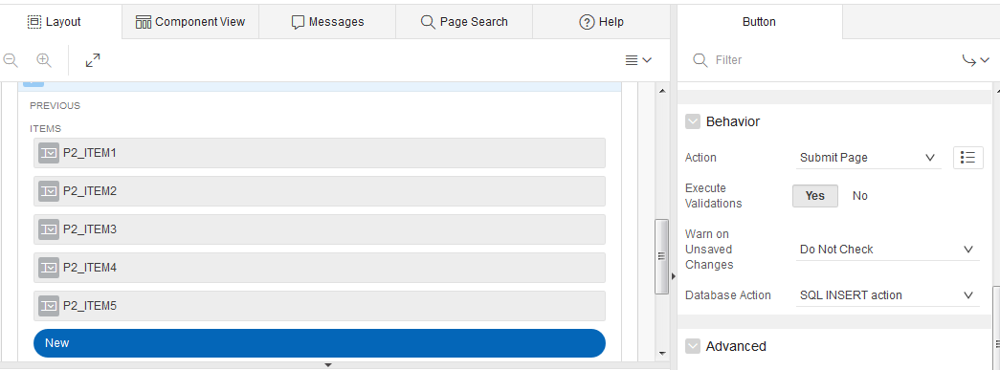 Layout
Component View
Messages
Page Search
Help
PREVIOUS
ITEMS
P2_ITEM1
P2_ITEM2
P2_ITEM3
P2_ITEM4
P2_ITEM5
New
Button
Filter
Behavior
Action
Submit Page
Execute
Validations
Yes
No
Warn on
Unsaved
Changes
Do Not Check
Database Action
SQL INSERT action
Advanced